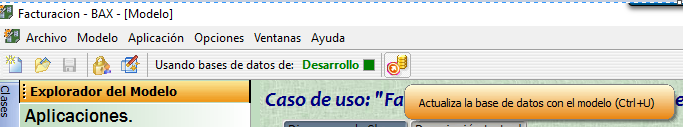 Facturacion - BAX - [Modelo]
Archivo Modelo Aplicación Opciones Ventanas Ayuda
Usando bases de datos de: Desarrollo
Clases
Explorador del Modelo
Aplicaciones.
Caso de uso: "Fa
Actualiza la base de datos con el modelo (Ctrl+U)